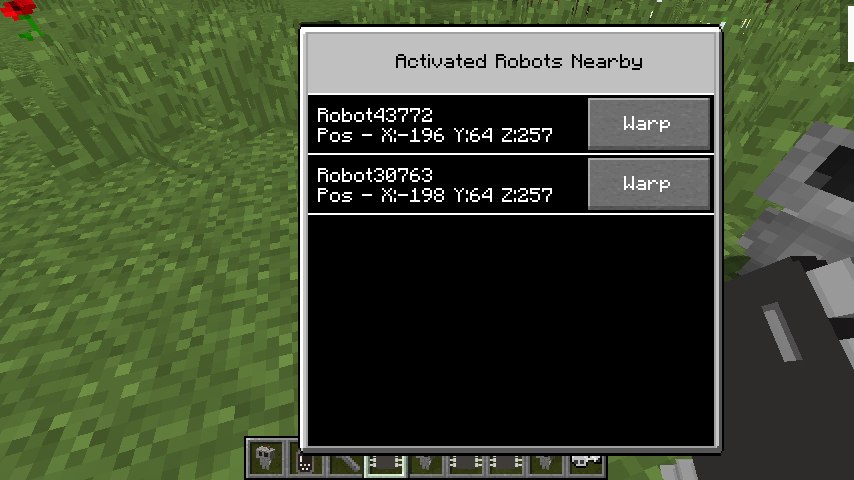 Activated Robots Nearby
Robot43772
Pos - X:-196 Y:64 Z:257
Warp
Robot30763
Pos - X:-198 Y:64 Z:257
Warp